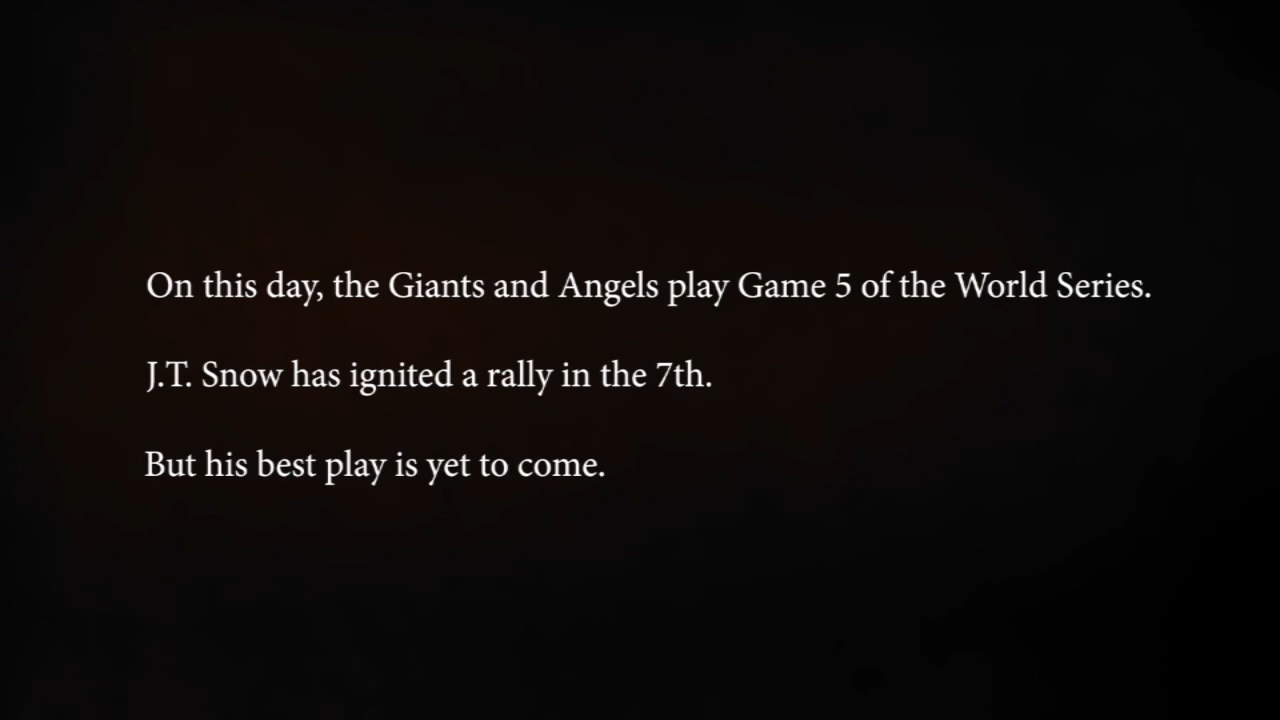 On this day, the Giants and Angels play Game 5 of the World Series.
J.T. Snow has ignited a rally in the 7th.
But his best play is yet to come.